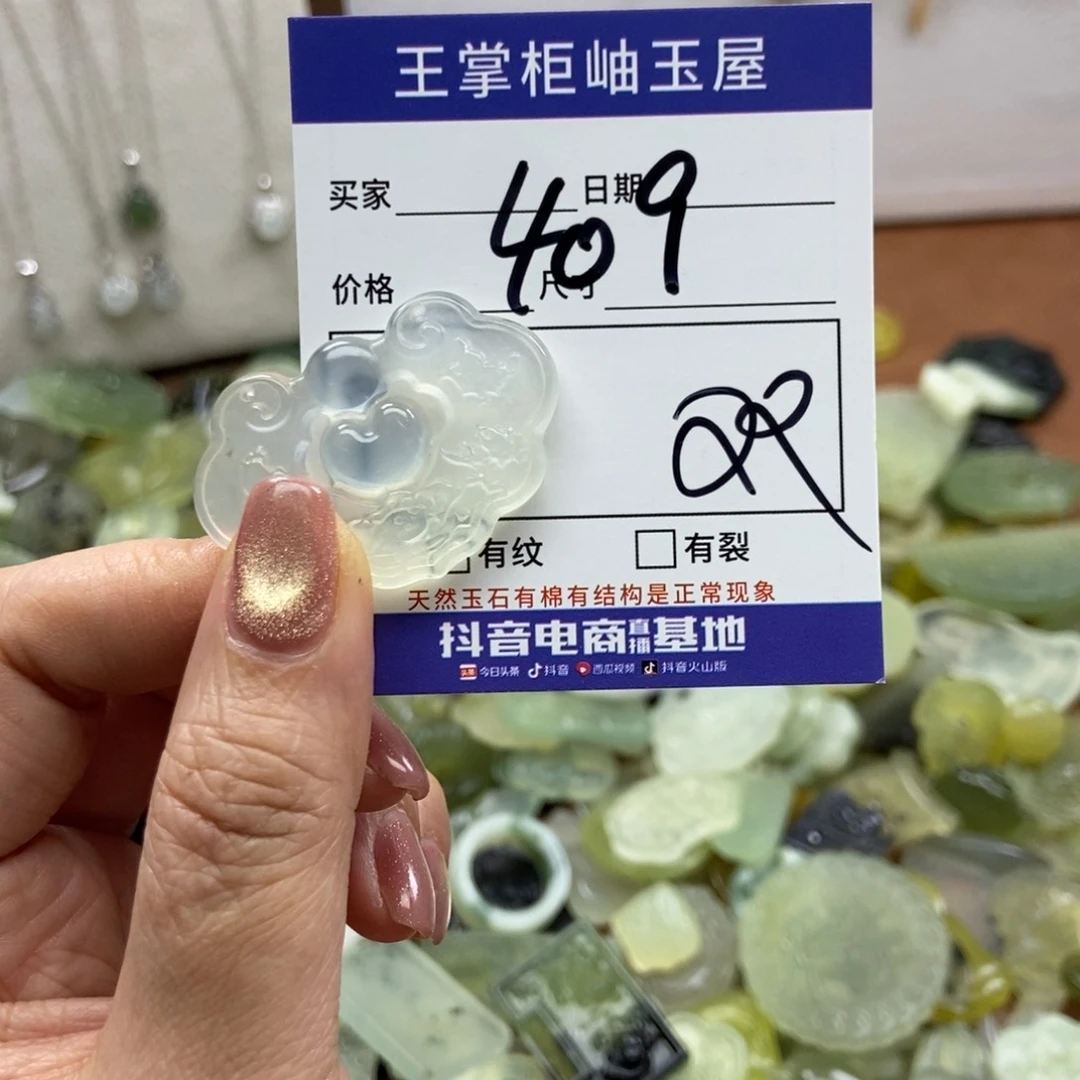 王掌柜岫玉屋
买家 日期
409
价格 尺寸
有纹 有裂
天然玉石有棉有结构是正常现象
抖音电商直播基地
头条 今日头条 抖音 西瓜视频 抖音火山版